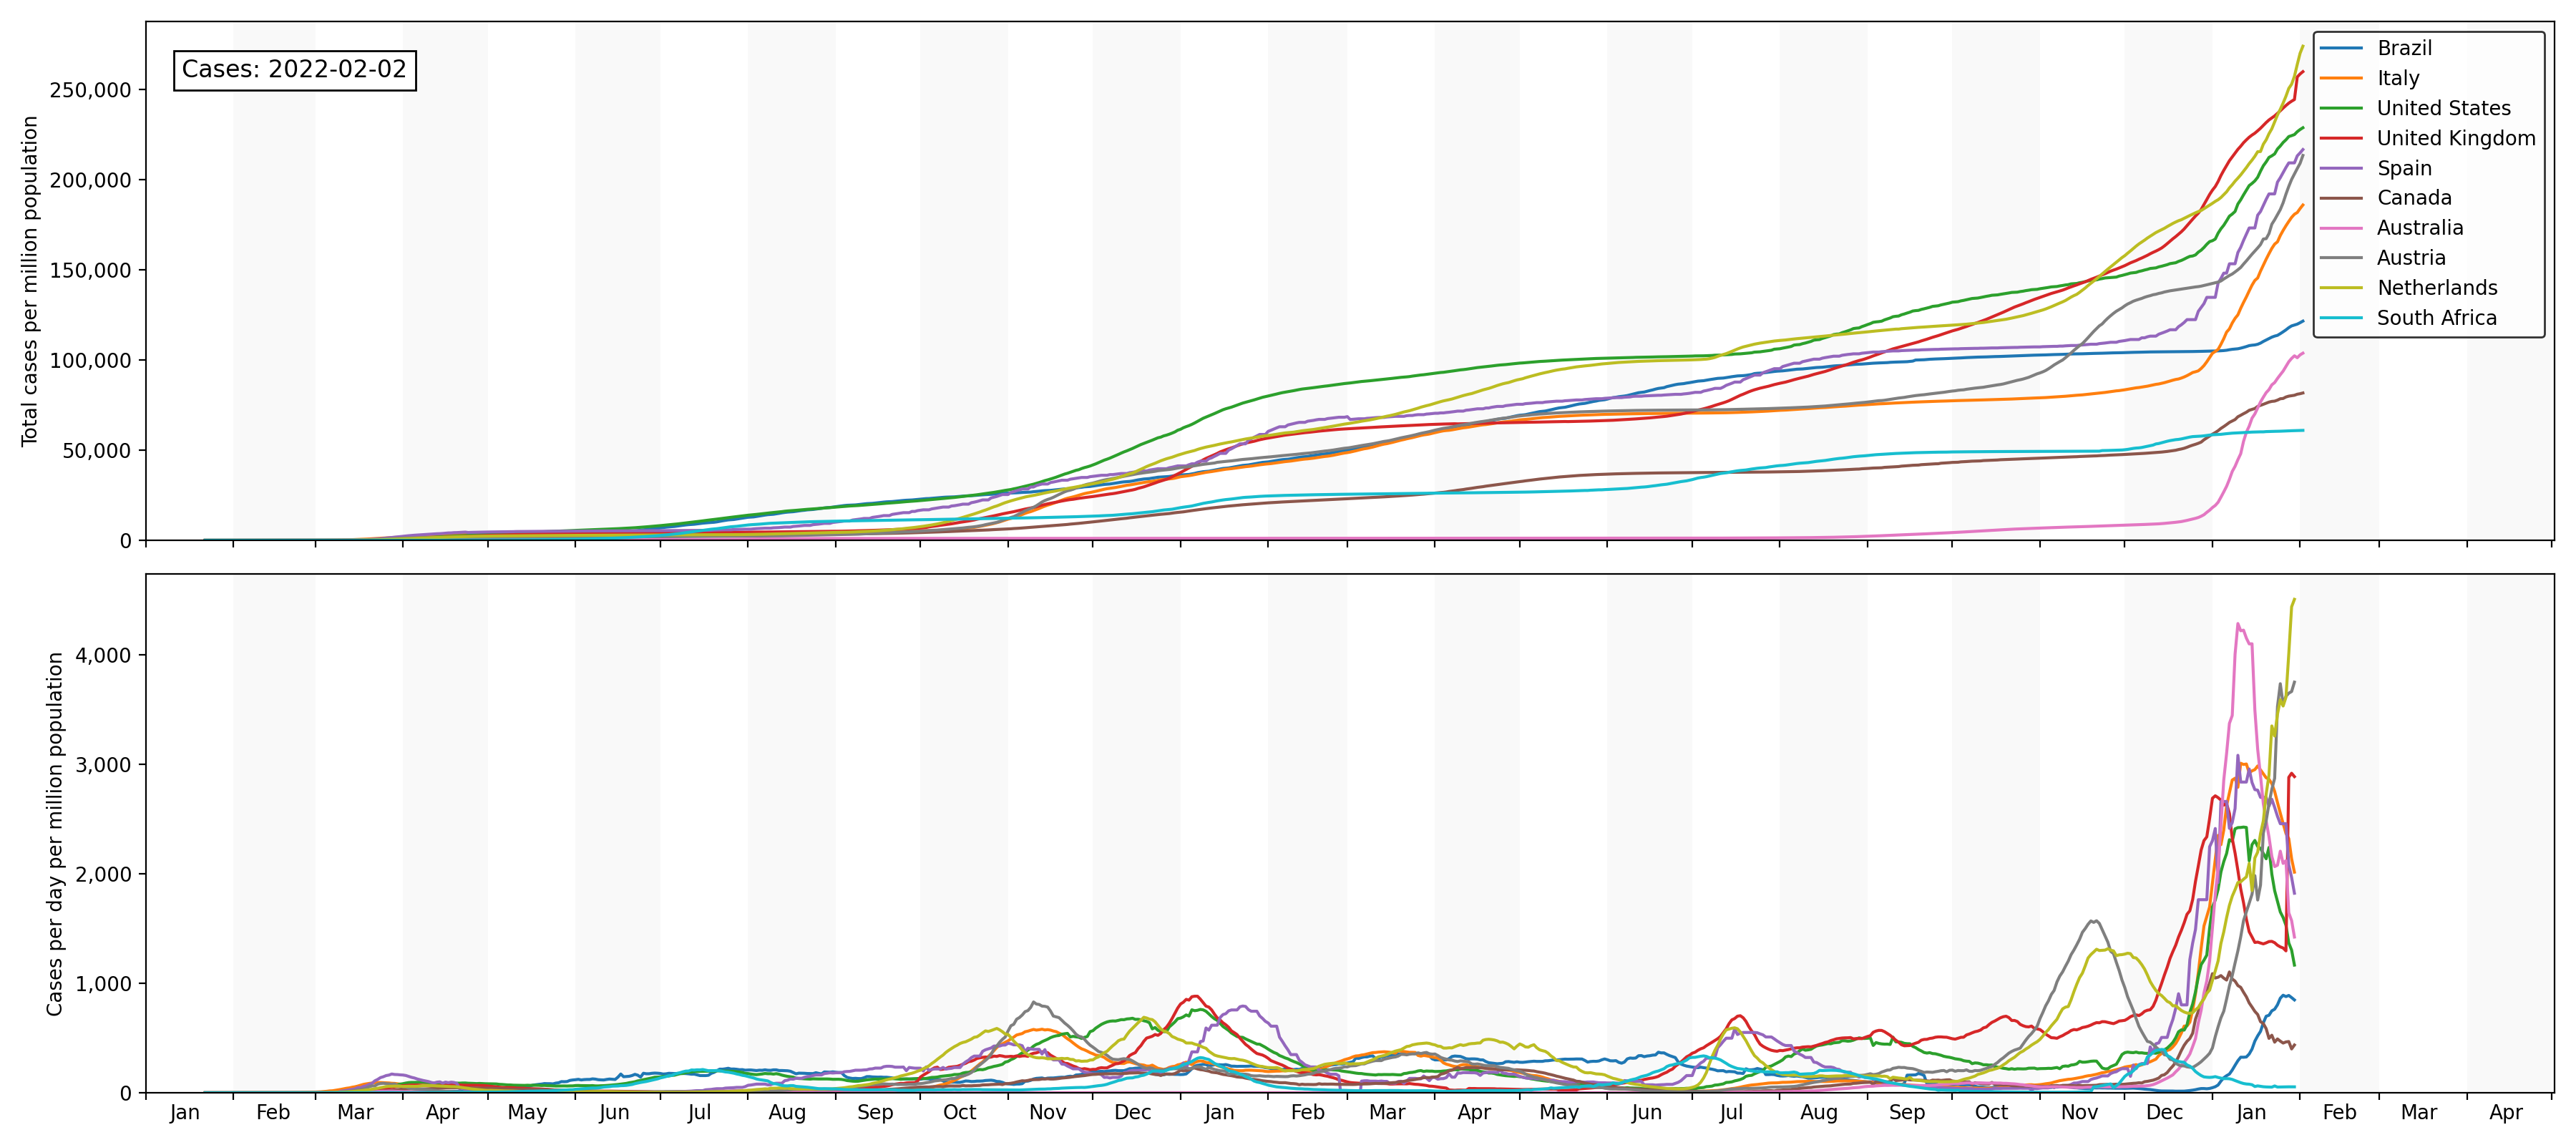 Cases: 2022-02-02
Total cases per million population
250,000
200,000
150,000
100,000
50,000
0
Brazil
Italy
United States
United Kingdom
Spain
Canada
Australia
Austria
Netherlands
South Africa
Cases per day per million population
4,000
3,000
2,000
1,000
0
Jan Feb Mar Apr May Jun Jul Aug Sep Oct Nov Dec Jan Feb Mar Apr May Jun Jul Aug Sep Oct Nov Dec Jan Feb Mar Apr